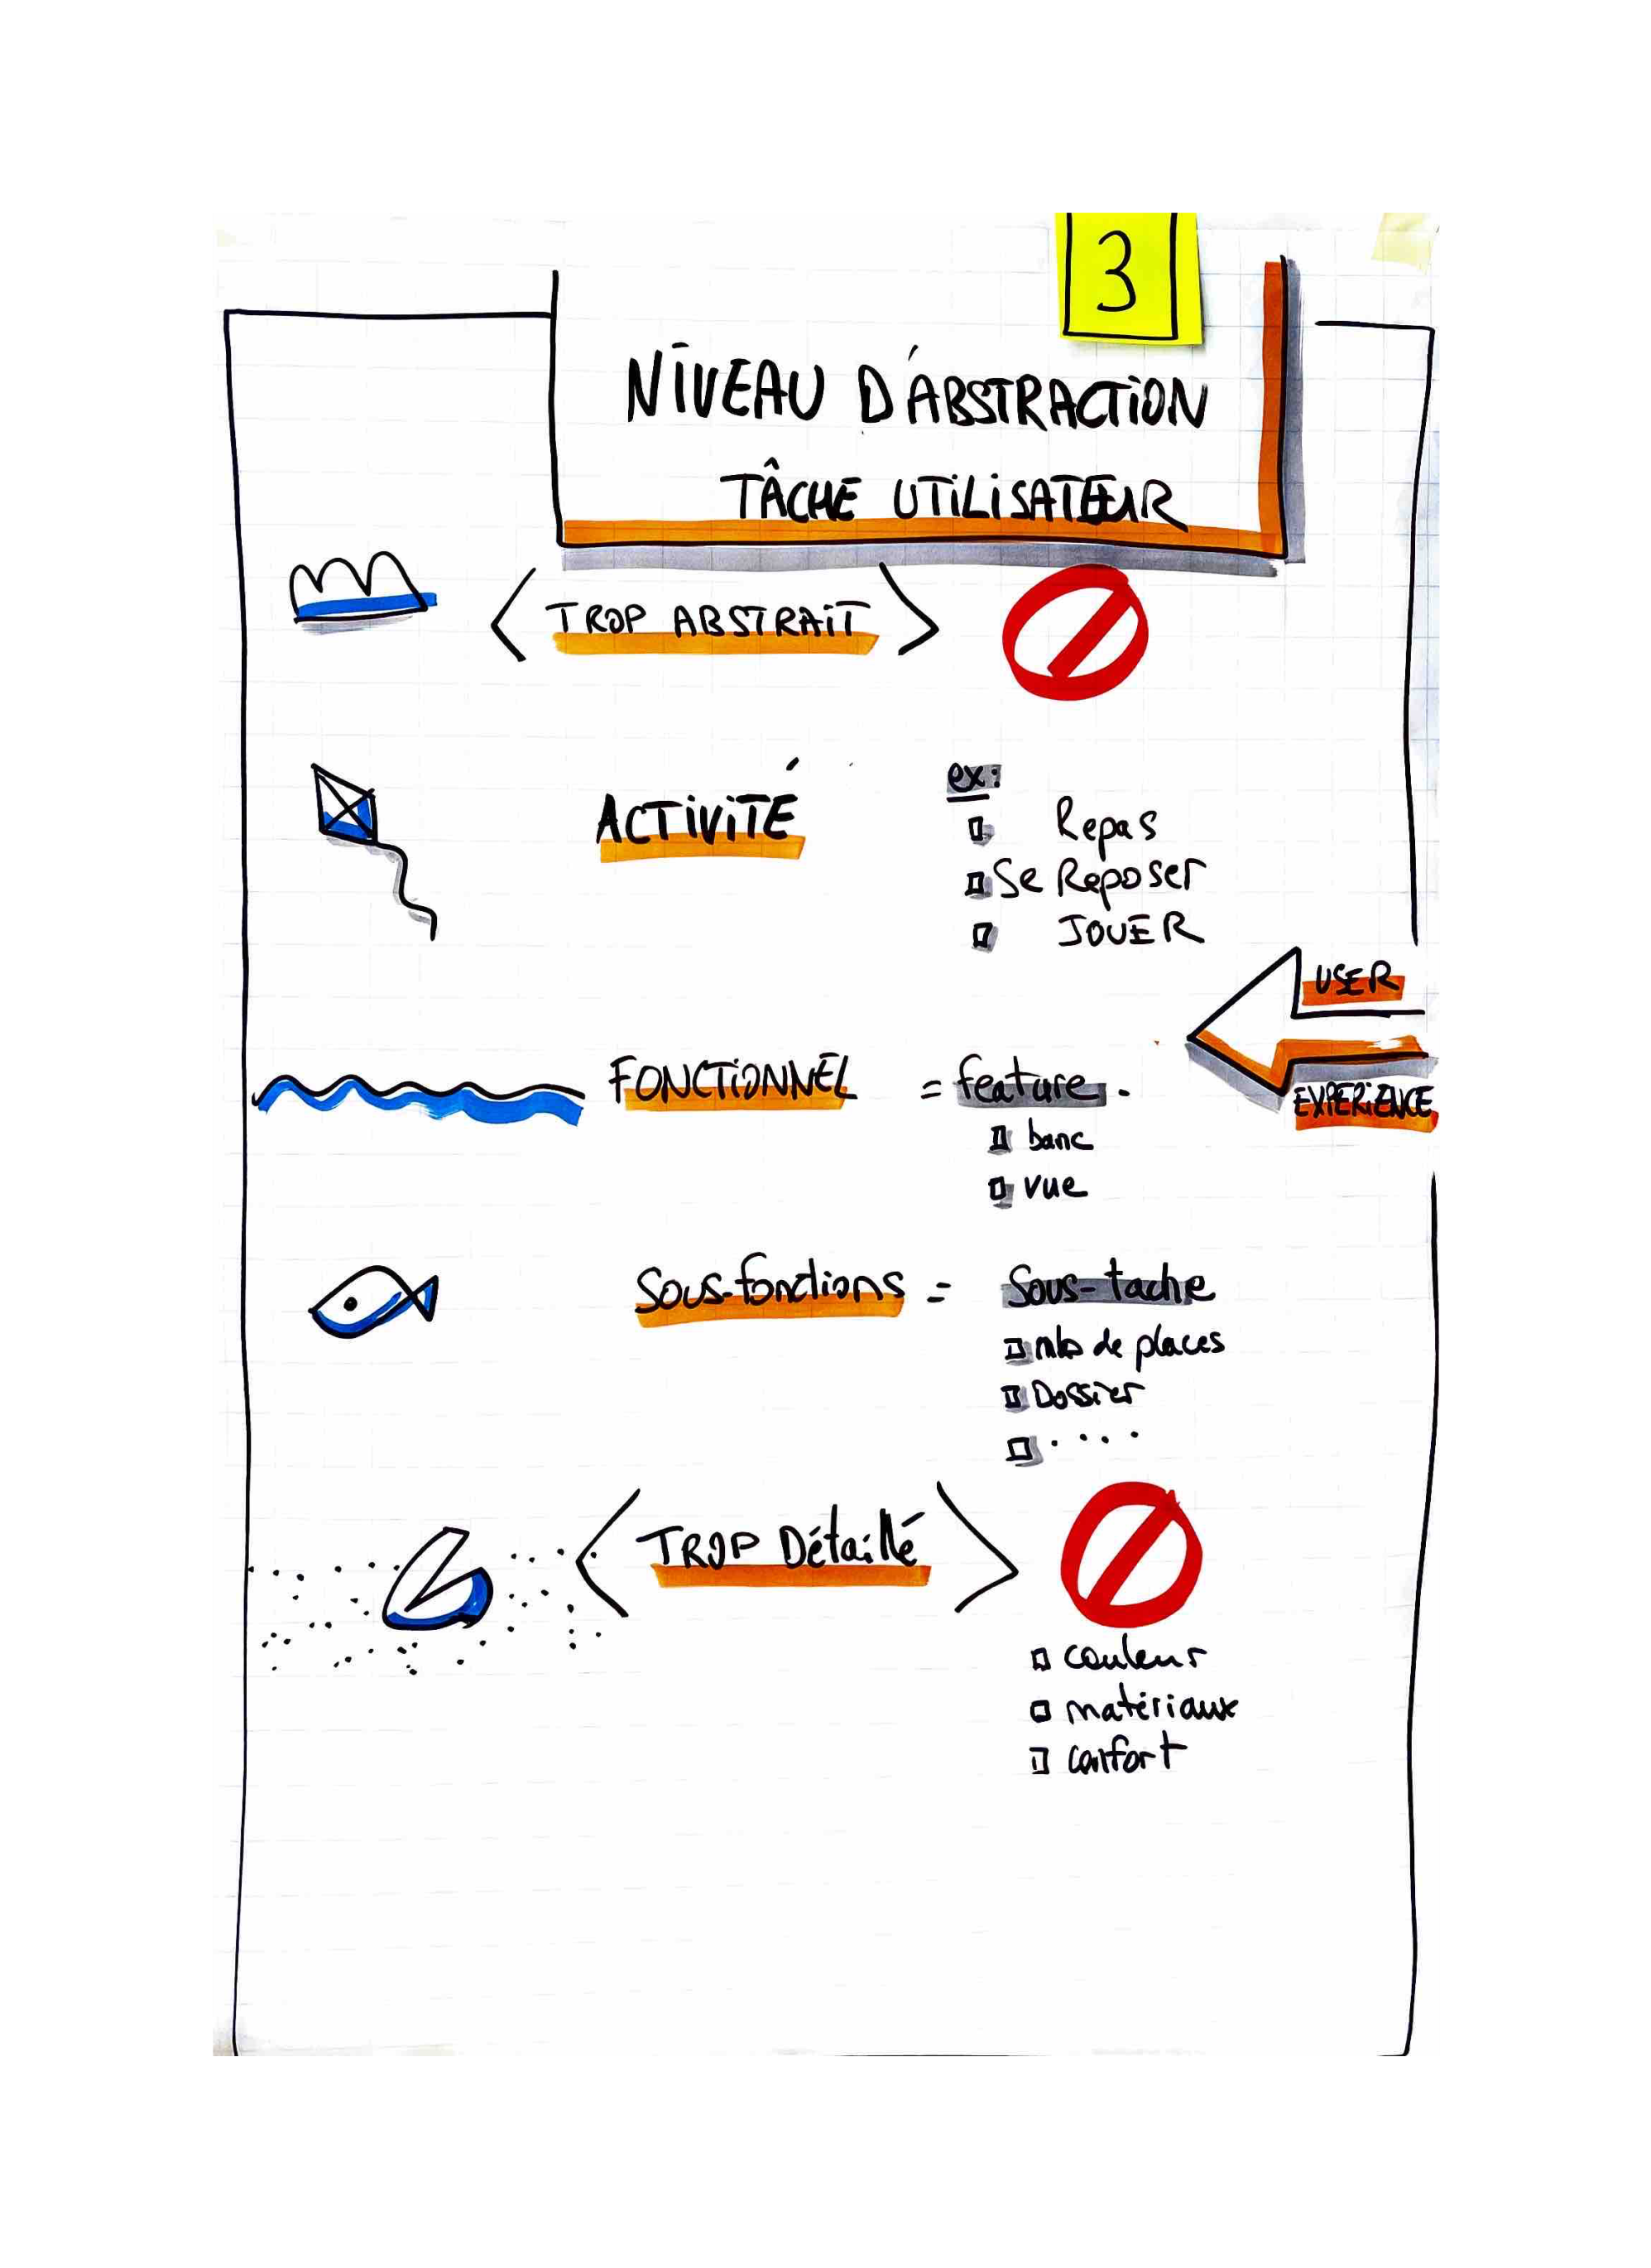 3
NIVEAU D'ABSTRACTION
TÂCHE UTILISATEUR
< TROP ABSTRAIT >
ACTIVITÉ
ex:
Repas
Se Reposer
JOUER
USER
EXPERIENCE
FONCTIONNEL = feature.
banc
vue
Sous-fonctions = Sous-tache
nb de places
Dossier
....
< TROP Détaillé >
couleur
matériaux
confort